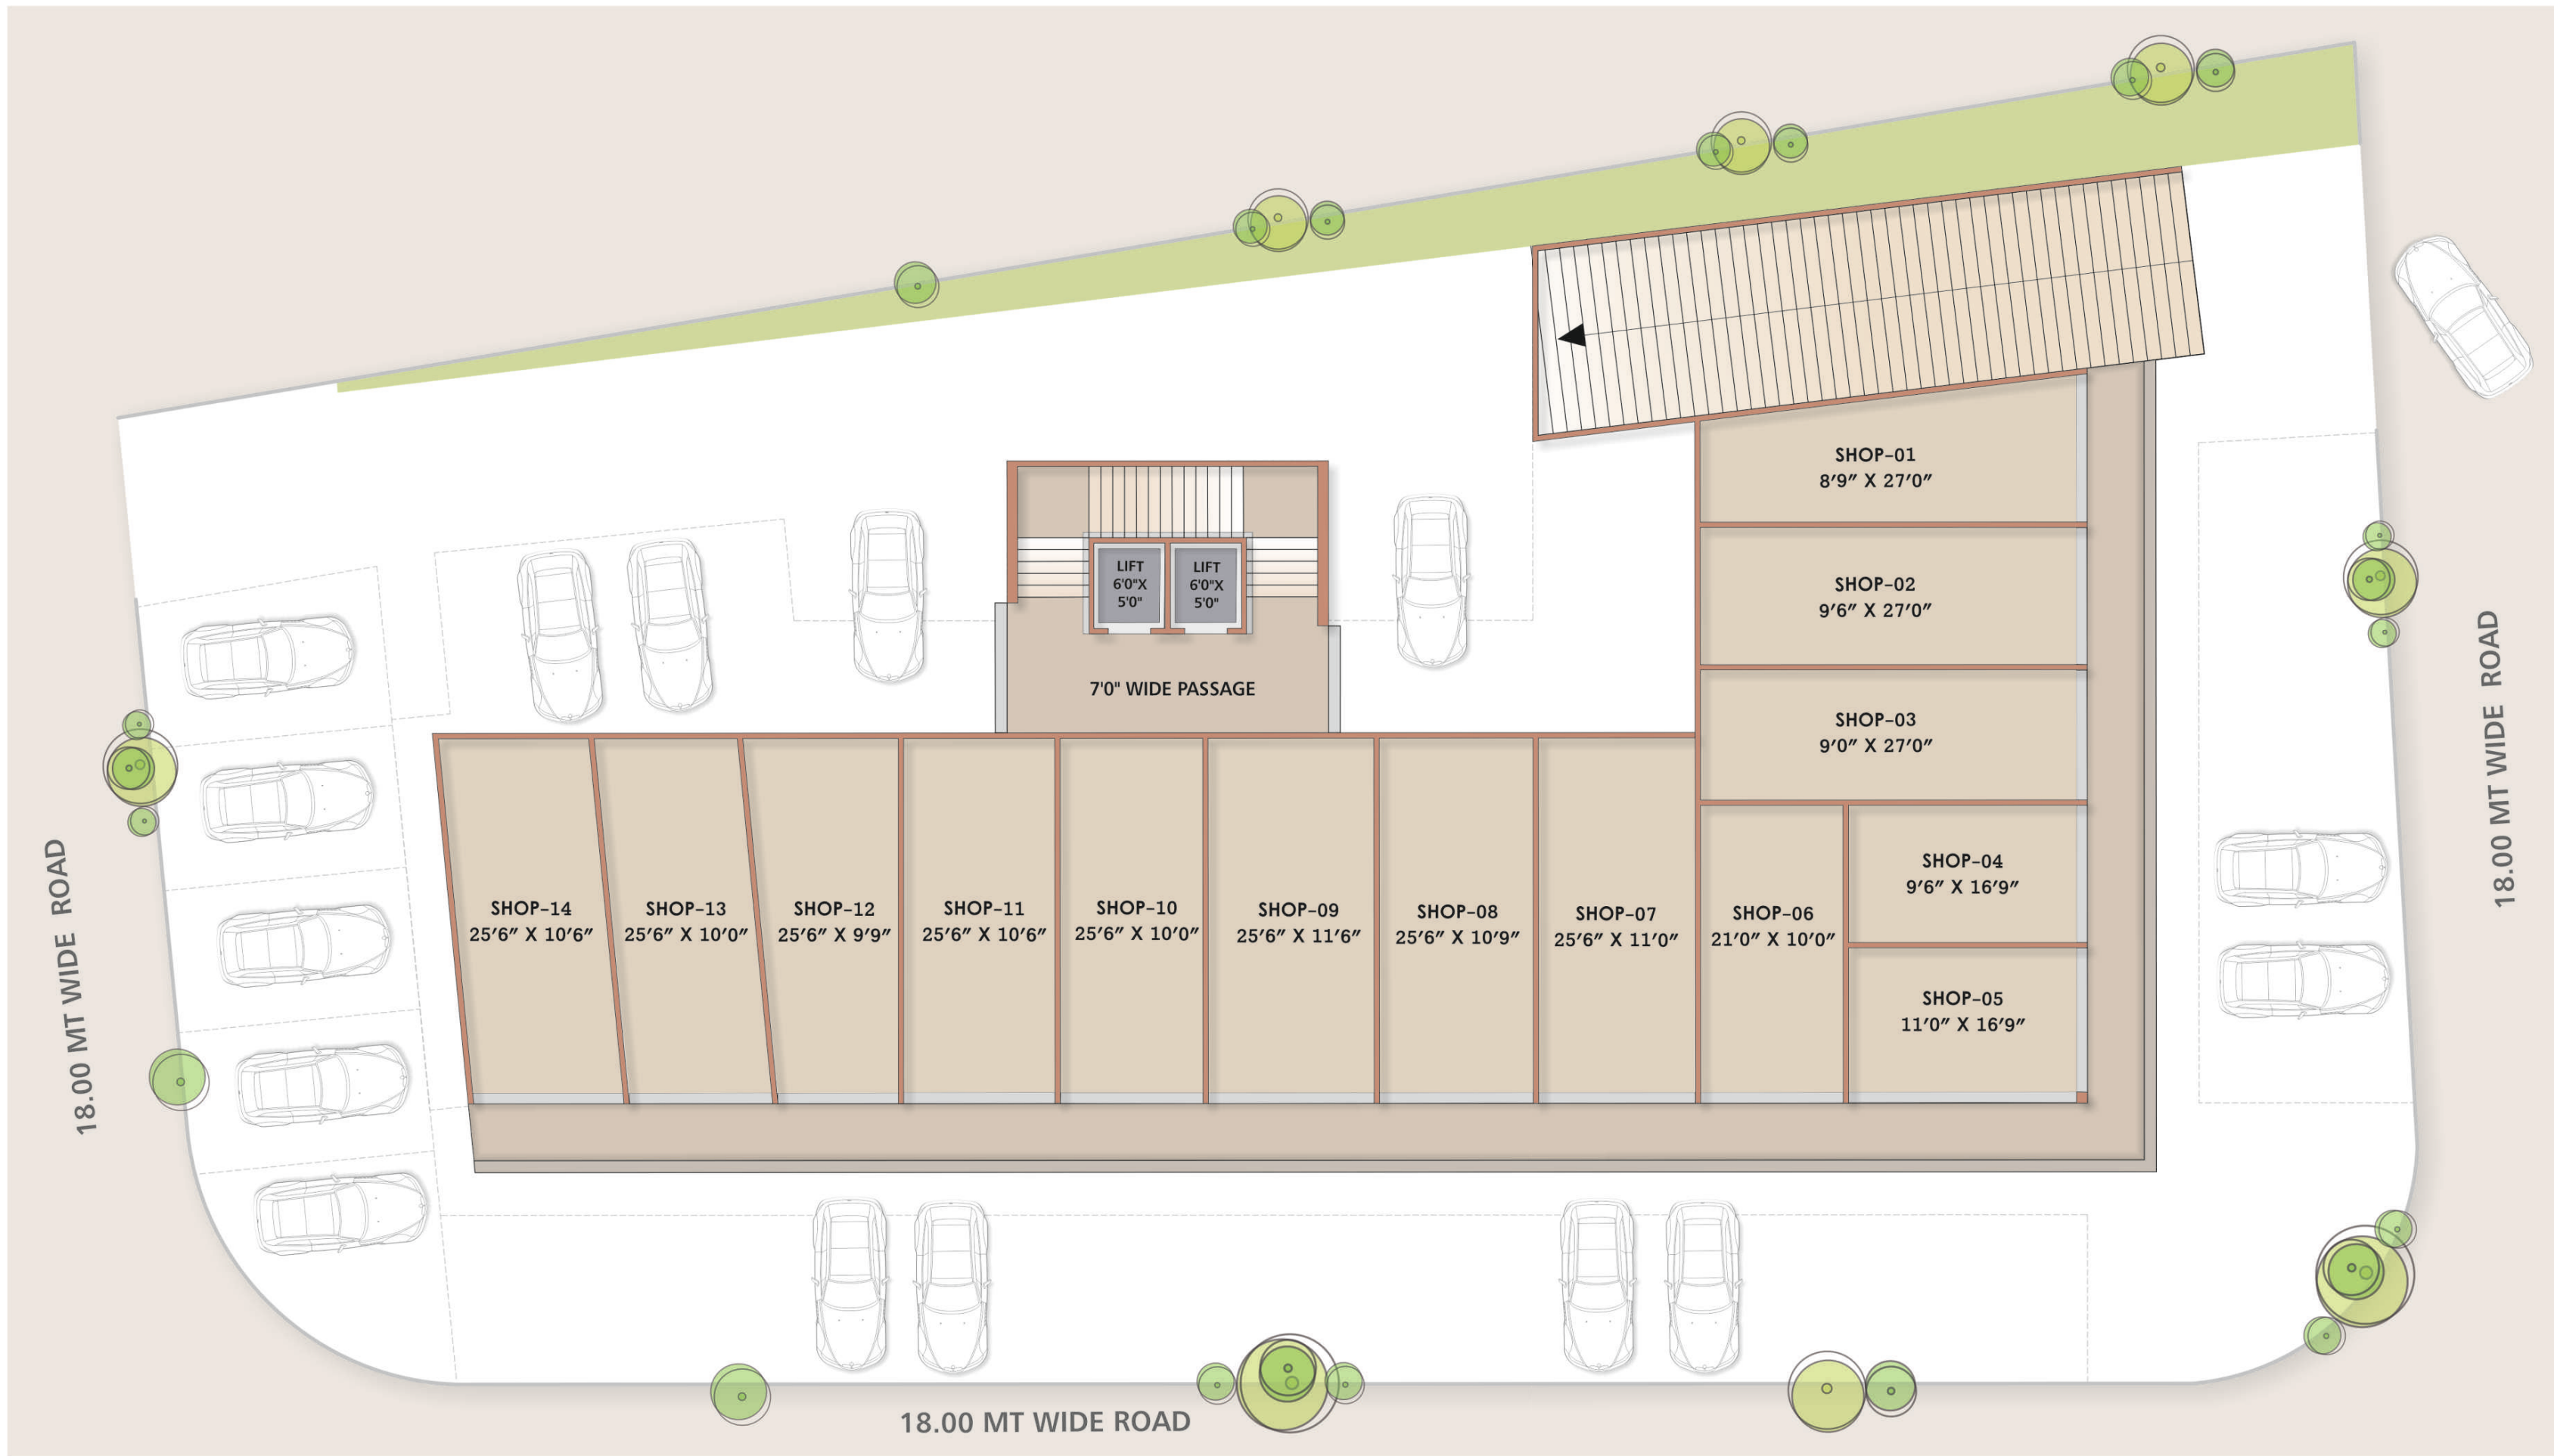 SHOP-01
8′9″ X 27′0″
SHOP-02
9′6″ X 27′0″
SHOP-03
9′0″ X 27′0″
SHOP-04
9′6″ X 16′9″
SHOP-05
11′0″ X 16′9″
SHOP-06
21′0″ X 10′0″
SHOP-07
25′6″ X 11′0″
SHOP-08
25′6″ X 10′9″
SHOP-09
25′6″ X 11′6″
SHOP-10
25′6″ X 10′0″
SHOP-11
25′6″ X 10′6″
SHOP-12
25′6″ X 9′9″
SHOP-13
25′6″ X 10′0″
SHOP-14
25′6″ X 10′6″
LIFT
6'0"X
5'0"
LIFT
6'0"X
5'0"
7'0" WIDE PASSAGE
18.00 MT WIDE ROAD
18.00 MT WIDE ROAD
18.00 MT WIDE ROAD